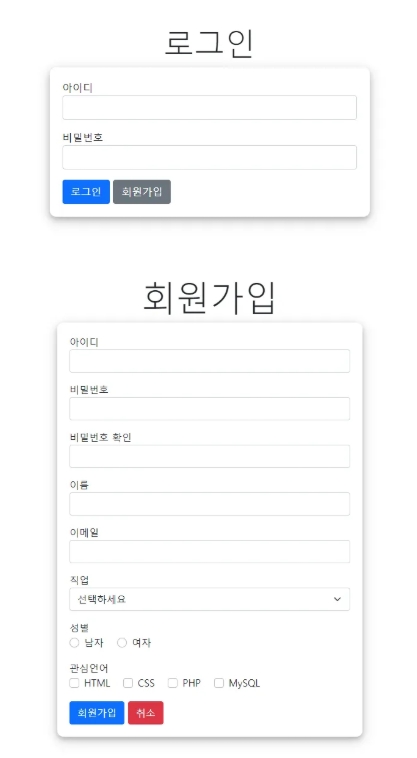 로그인
아이디
비밀번호
로그인 회원가입
회원가입
아이디
비밀번호
비밀번호 확인
이름
이메일
직업
선택하세요
성별
남자 여자
관심언어
HTML CSS PHP MySQL
회원가입 취소